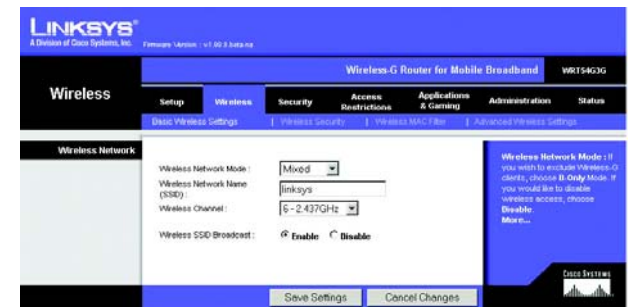 LINKSYS®
A Division of Cisco Systems, Inc.
Firmware Version : v1.00.3 beta na
Wireless-G Router for Mobile Broadband
WRT54G3G
Wireless
Setup
Wireless
Security
Access Restrictions
Applications & Gaming
Administration
Status
Basic Wireless Settings | Wireless Security | Wireless MAC Filter | Advanced Wireless Settings
Wireless Network
Wireless Network Mode : Mixed
Wireless Network Name (SSID) : linksys
Wireless Channel : 6 - 2.437GHz
Wireless SSID Broadcast : Enable Disable
Wireless Network Mode : If
you wish to exclude Wireless-G
clients, choose B-Only Mode. If
you would like to disable
wireless access, choose
Disable.
More...
Save Settings
Cancel Changes
CISCO SYSTEMS